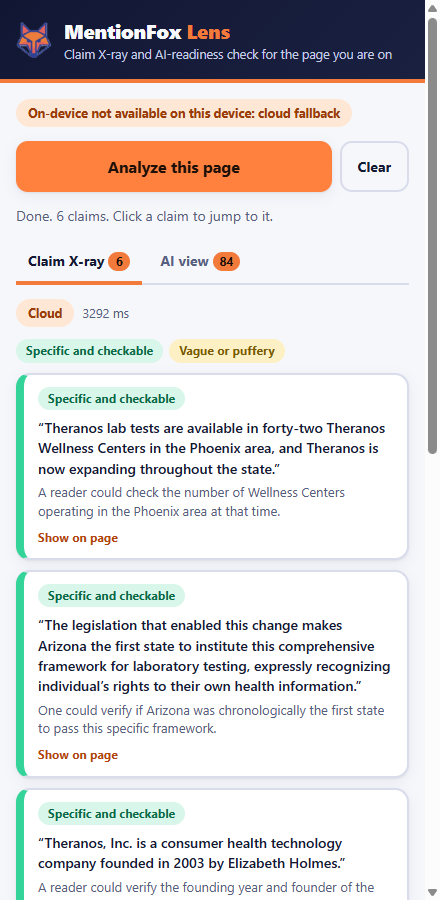 MentionFox Lens
Claim X-ray and AI-readiness check for the page you are on
On-device not available on this device: cloud fallback
Analyze this page
Clear
Done. 6 claims. Click a claim to jump to it.
Claim X-ray 6
AI view 84
Cloud
3292 ms
Specific and checkable
Vague or puffery
Specific and checkable
“Theranos lab tests are available in forty-two Theranos
Wellness Centers in the Phoenix area, and Theranos is
now expanding throughout the state.”
A reader could check the number of Wellness Centers
operating in the Phoenix area at that time.
Show on page
Specific and checkable
“The legislation that enabled this change makes
Arizona the first state to institute this comprehensive
framework for laboratory testing, expressly recognizing
individual’s rights to their own health information.”
One could verify if Arizona was chronologically the first state
to pass this specific framework.
Show on page
Specific and checkable
“Theranos, Inc. is a consumer health technology
company founded in 2003 by Elizabeth Holmes.”
A reader could verify the founding year and founder of the